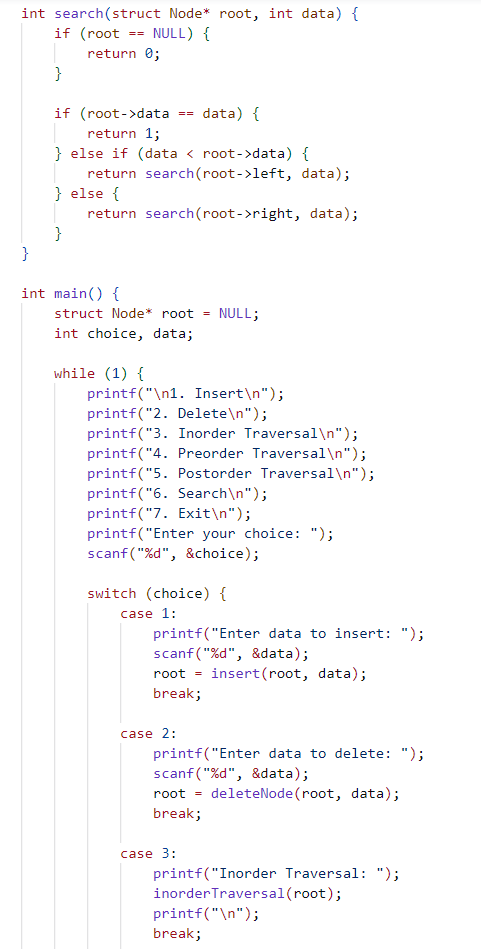 int search(struct Node* root, int data) {
    if (root == NULL) {
        return 0;
    }

    if (root->data == data) {
        return 1;
    } else if (data < root->data) {
        return search(root->left, data);
    } else {
        return search(root->right, data);
    }
}

int main() {
    struct Node* root = NULL;
    int choice, data;

    while (1) {
        printf("\n1. Insert\n");
        printf("2. Delete\n");
        printf("3. Inorder Traversal\n");
        printf("4. Preorder Traversal\n");
        printf("5. Postorder Traversal\n");
        printf("6. Search\n");
        printf("7. Exit\n");
        printf("Enter your choice: ");
        scanf("%d", &choice);

        switch (choice) {
            case 1:
                printf("Enter data to insert: ");
                scanf("%d", &data);
                root = insert(root, data);
                break;

            case 2:
                printf("Enter data to delete: ");
                scanf("%d", &data);
                root = deleteNode(root, data);
                break;

            case 3:
                printf("Inorder Traversal: ");
                inorderTraversal(root);
                printf("\n");
                break;